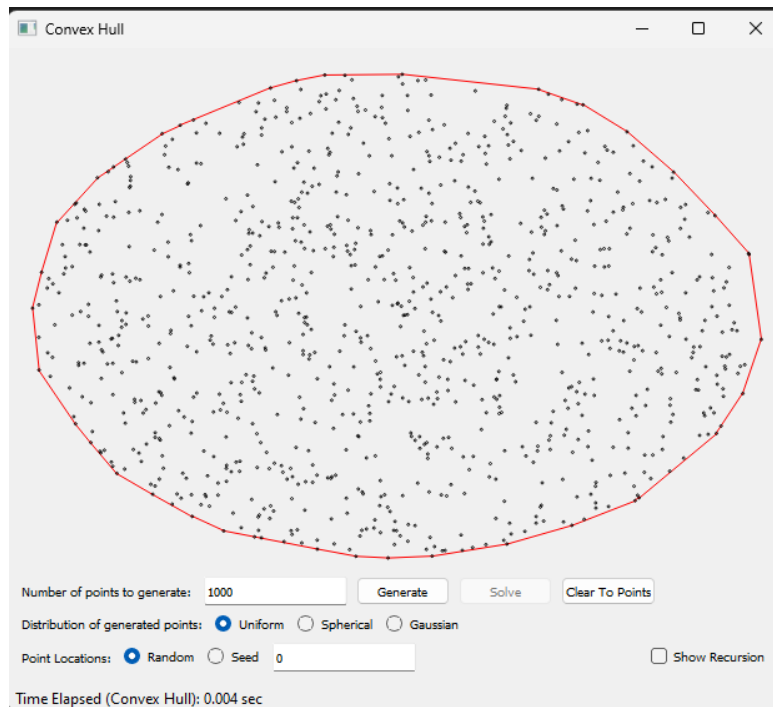 Convex Hull
Number of points to generate: 1000 Generate Solve Clear To Points
Distribution of generated points: Uniform Spherical Gaussian
Point Locations: Random Seed 0 Show Recursion
Time Elapsed (Convex Hull): 0.004 sec